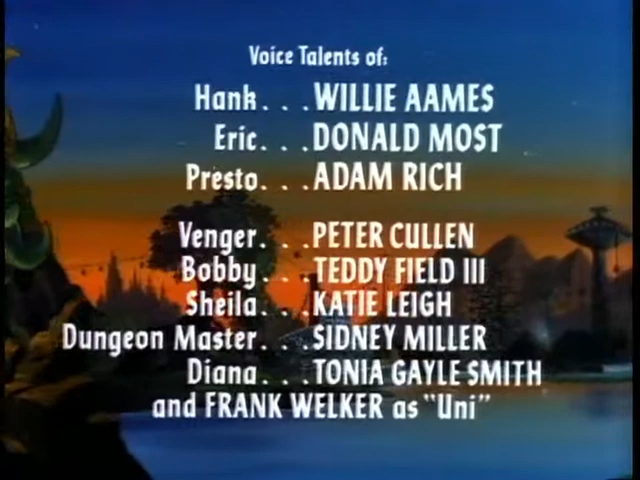 Voice Talents of:
Hank. . . .WILLIE AAMES
Eric. . . .DONALD MOST
Presto. . . .ADAM RICH
Venger. . . .PETER CULLEN
Bobby. . . .TEDDY FIELD III
Sheila. . . .KATIE LEIGH
Dungeon Master. . . .SIDNEY MILLER
Diana. . . .TONIA GAYLE SMITH
and FRANK WELKER as "Uni"